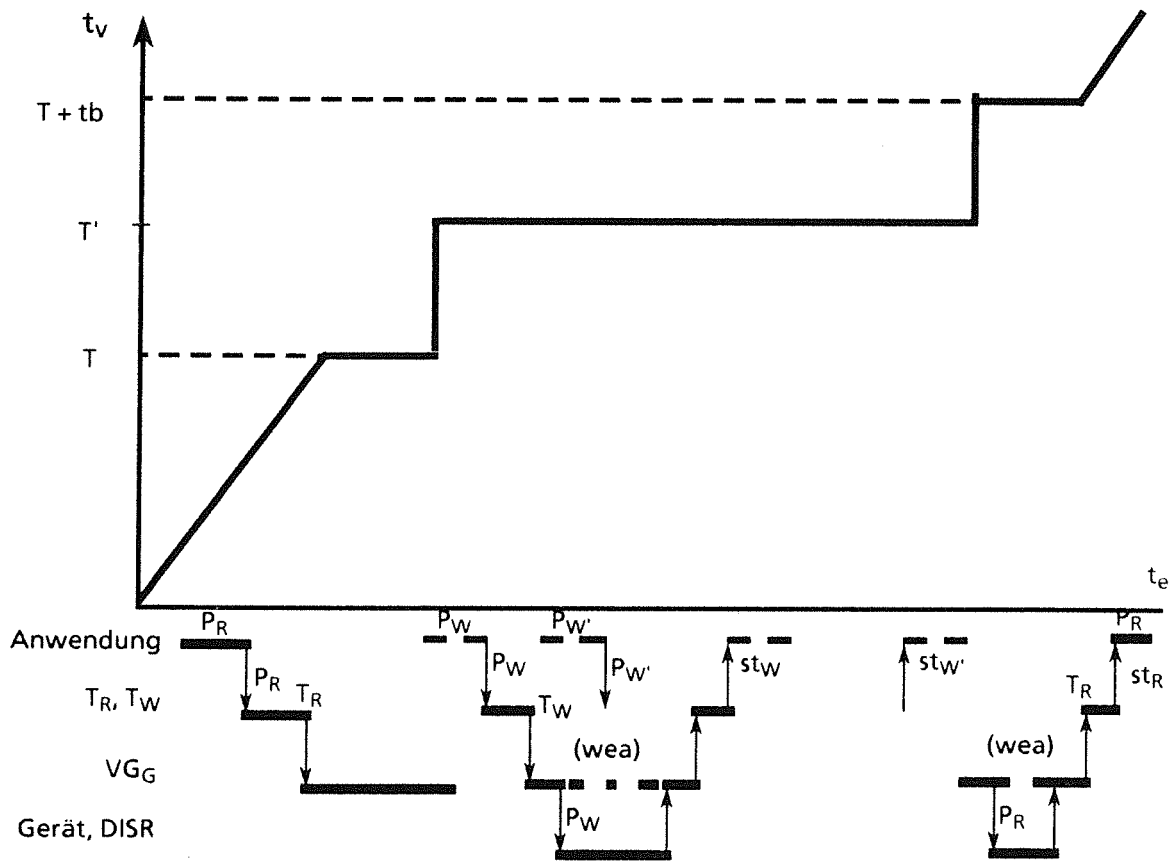 tv
T + tb
T'
T
te
Anwendung PR PW PW' PR
PR PW PW' stW stW' stR
TR, TW TR TW TR
(wea) (wea)
VGG
PW PR
Gerät, DISR